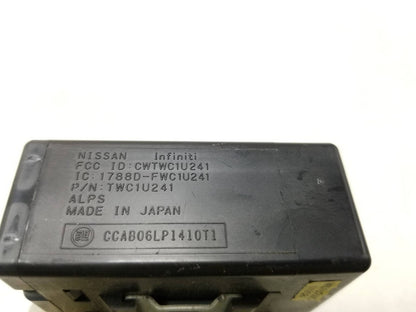 NISSAN Infiniti
FCC ID:CWTWC1U241
IC:1788D-FWC1U241
P/N:TWC1U241
ALPS
MADE IN JAPAN
CCAB06LP1410T1